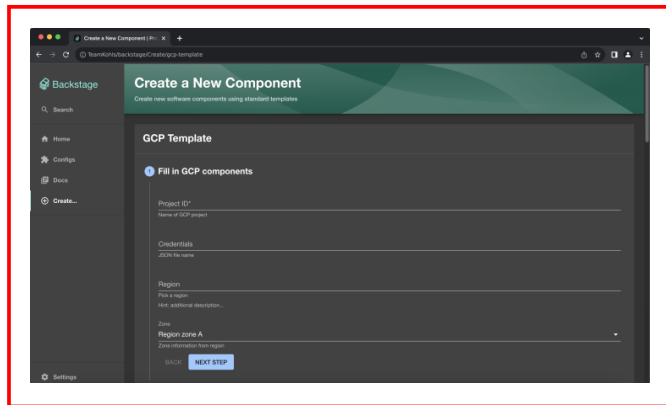 Create a New Component | Pro
TeamKohls/backstage/Create/gcp-template
Backstage
Search
Home
Configs
Docs
Create...
Settings
Create a New Component
Create new software components using standard templates
GCP Template
Fill in GCP components
Project ID*
Name of GCP project
Credentials
JSON file name
Region
Pick a region
Hint: additional description...
Zone
Region zone A
Zone information from region
BACK
NEXT STEP